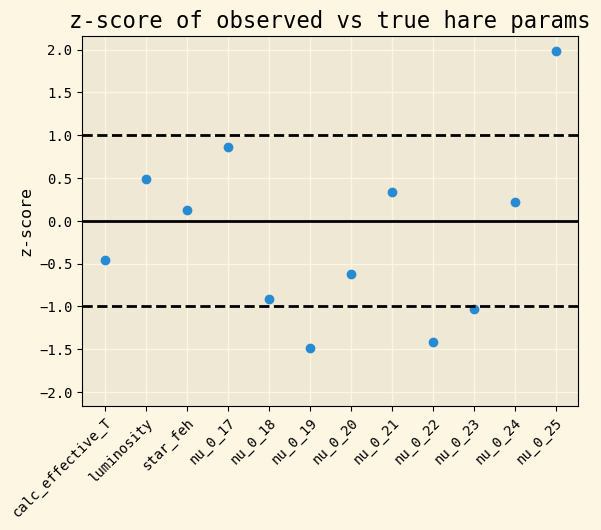 z-score of observed vs true hare params
z-score
2.0
1.5
1.0
0.5
0.0
−0.5
−1.0
−1.5
−2.0
calc_effective_T
luminosity
star_feh
nu_0_17
nu_0_18
nu_0_19
nu_0_20
nu_0_21
nu_0_22
nu_0_23
nu_0_24
nu_0_25